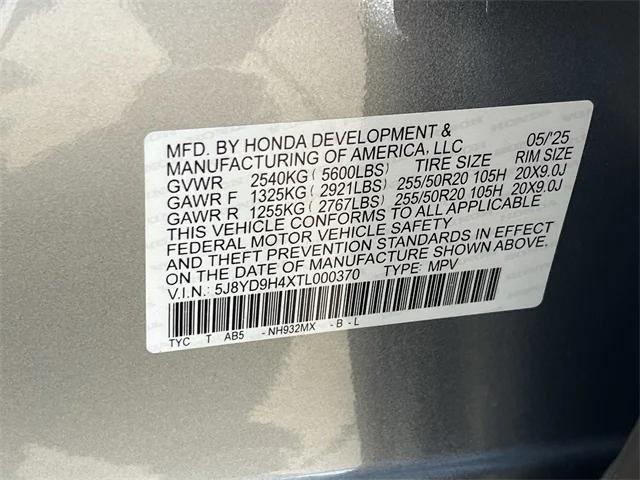 MFD. BY HONDA DEVELOPMENT & 05/'25
MANUFACTURING OF AMERICA, LLC
TIRE SIZE RIM SIZE
GVWR 2540KG(5600LBS)
GAWR F 1325KG(2921LBS) 255/50R20 105H 20X9.0J
GAWR R 1255KG(2767LBS) 255/50R20 105H 20X9.0J
THIS VEHICLE CONFORMS TO ALL APPLICABLE
FEDERAL MOTOR VEHICLE SAFETY
AND THEFT PREVENTION STANDARDS IN EFFECT
ON THE DATE OF MANUFACTURE SHOWN ABOVE.
V.I.N.: 5J8YD9H4XTL000370 TYPE: MPV
TYC T AB5 - NH932MX - B - L